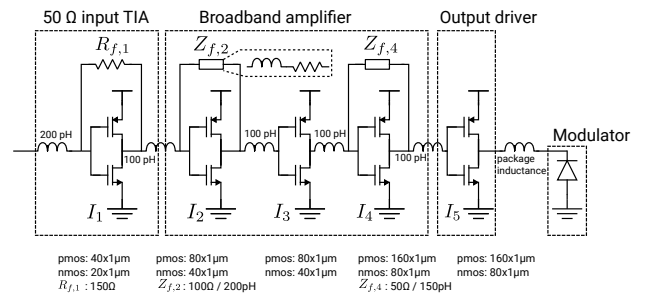 50 Ω input TIA Broadband amplifier Output driver
R_{f,1} Z_{f,2} Z_{f,4}
200 pH 100 pH 100 pH 100 pH 100 pH
package
inductance
Modulator
I_1 I_2 I_3 I_4 I_5
pmos: 40x1μm pmos: 80x1μm pmos: 80x1μm pmos: 160x1μm pmos: 160x1μm
nmos: 20x1μm nmos: 40x1μm nmos: 40x1μm nmos: 80x1μm nmos: 80x1μm
R_{f,1} : 150Ω Z_{f,2} : 100Ω / 200pH Z_{f,4} : 50Ω / 150pH